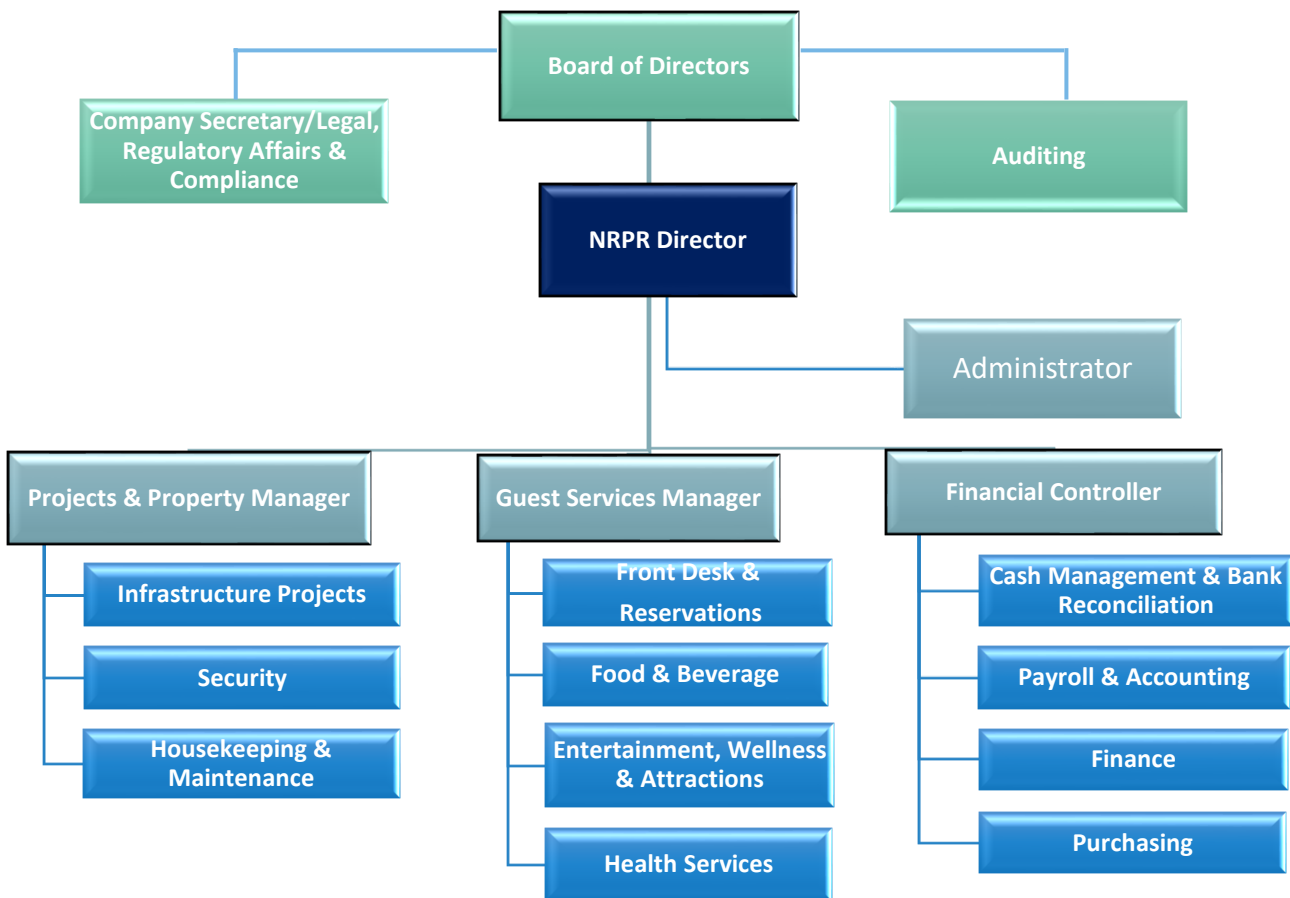 Board of Directors
Company Secretary/Legal,
Regulatory Affairs &
Compliance
Auditing
NRPR Director
Administrator
Projects & Property Manager
Infrastructure Projects
Security
Housekeeping &
Maintenance
Guest Services Manager
Front Desk &
Reservations
Food & Beverage
Entertainment, Wellness
& Attractions
Health Services
Financial Controller
Cash Management & Bank
Reconciliation
Payroll & Accounting
Finance
Purchasing